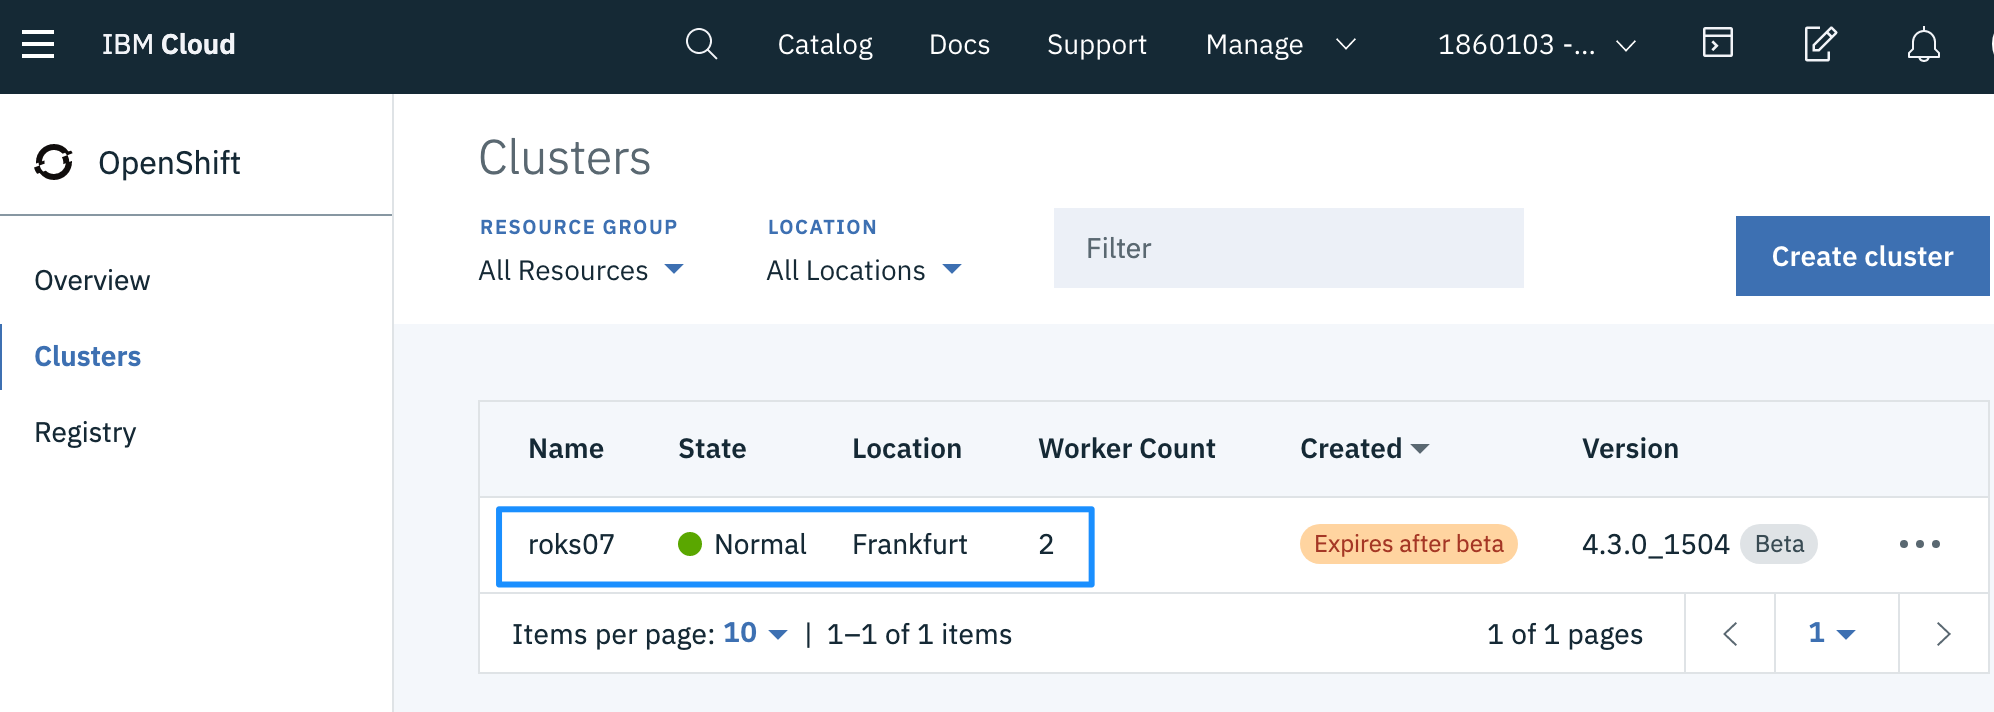 IBM Cloud
Catalog
Docs
Support
Manage
1860103 -...
OpenShift
Overview
Clusters
Registry
Clusters
RESOURCE GROUP
All Resources
LOCATION
All Locations
Filter
Create cluster
Name State Location Worker Count Created Version
roks07 Normal Frankfurt 2 Expires after beta 4.3.0_1504 Beta
Items per page: 10 | 1–1 of 1 items 1 of 1 pages 1